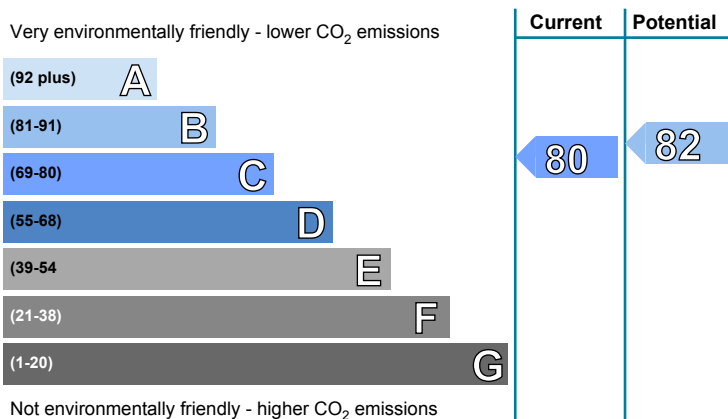 Current Potential
Very environmentally friendly - lower CO2 emissions
(92 plus) A
(81-91) B
(69-80) C
(55-68) D
(39-54 E
(21-38) F
(1-20) G
80
82
Not environmentally friendly - higher CO2 emissions